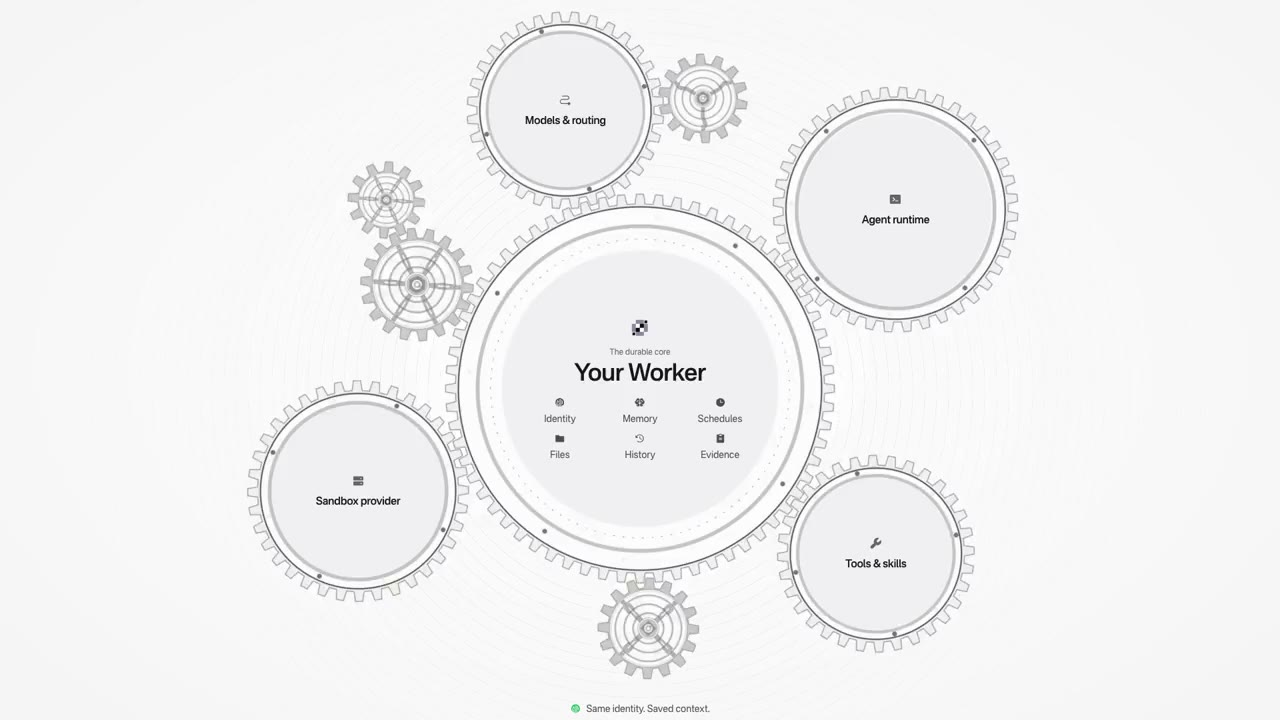 Models & routing
Agent runtime
The durable core
Your Worker
Identity
Memory
Schedules
Files
History
Evidence
Sandbox provider
Tools & skills
Same identity. Saved context.